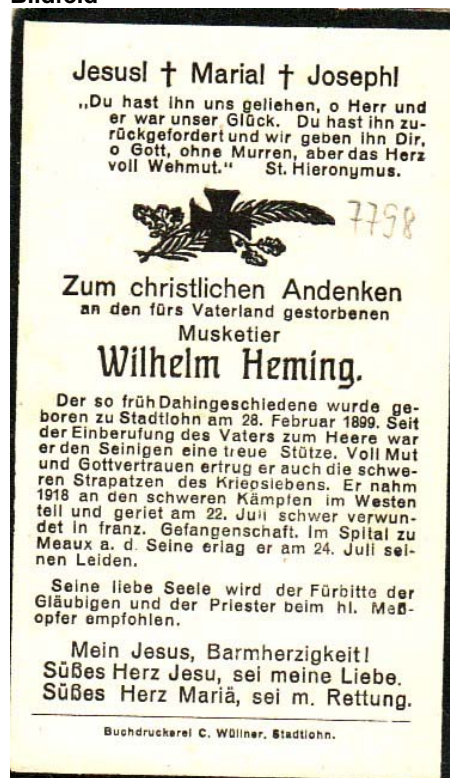 Bildfeld
Jesus! † Maria! † Joseph!
„Du hast ihn uns geliehen, o Herr und
er war unser Glück. Du hast ihn zu-
rückgefordert und wir geben ihn Dir,
o Gott, ohne Murren, aber das Herz
voll Wehmut.“ St. Hieronymus.
7798
Zum christlichen Andenken
an den fürs Vaterland gestorbenen
Musketier
Wilhelm Heming.
Der so früh Dahingeschiedene wurde ge-
boren zu Stadtlohn am 28. Februar 1899. Seit
der Einberufung des Vaters zum Heere war
er den Seinigen eine treue Stütze. Voll Mut
und Gottvertrauen ertrug er auch die schwe-
ren Strapatzen des Kriegslebens. Er nahm
1918 an den schweren Kämpfen im Westen
teil und geriet am 22. Juli schwer verwun-
det in franz. Gefangenschaft. Im Spital zu
Meaux a. d. Seine erlag er am 24. Juli sei-
nen Leiden.
Seine liebe Seele wird der Fürbitte der
Gläubigen und der Priester beim hl. Meß-
opfer empfohlen.
Mein Jesus, Barmherzigkeit!
Süßes Herz Jesu, sei meine Liebe.
Süßes Herz Mariä, sei m. Rettung.
Buchdruckerei C. Wüllner, Stadtlohn.